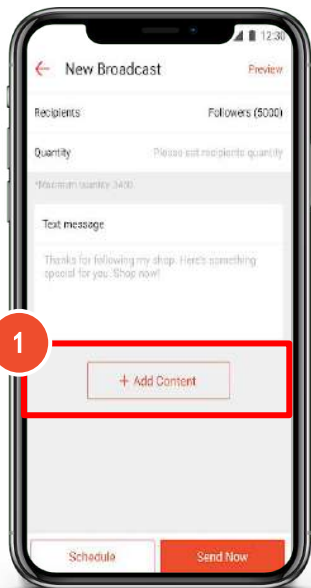 12:30
← New Broadcast Preview
Recipients Followers (5000)
Quantity Please set recipients quantity
*Maximum quantity 3450
Text message
Thanks for following my shop. Here's something
special for you. Shop now!
1
+ Add Content
Schedule Send Now